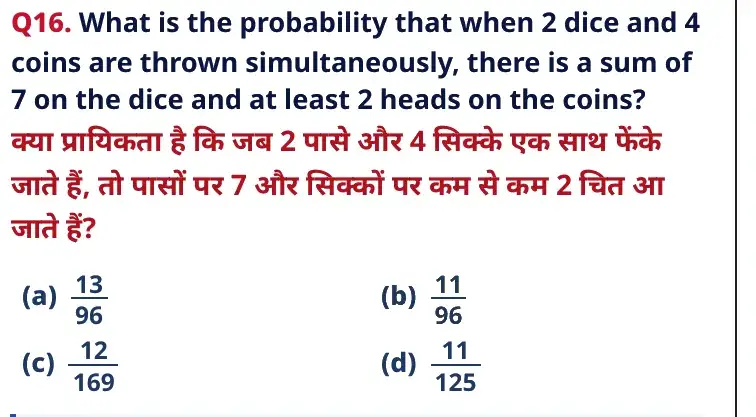 Q16. What is the probability that when 2 dice and 4
coins are thrown simultaneously, there is a sum of
7 on the dice and at least 2 heads on the coins?
क्या प्रायिकता है कि जब 2 पासे और 4 सिक्के एक साथ फेंके
जाते हैं, तो पासों पर 7 और सिक्कों पर कम से कम 2 चित आ
जाते हैं?
(a) 13/96 (b) 11/96
(c) 12/169 (d) 11/125